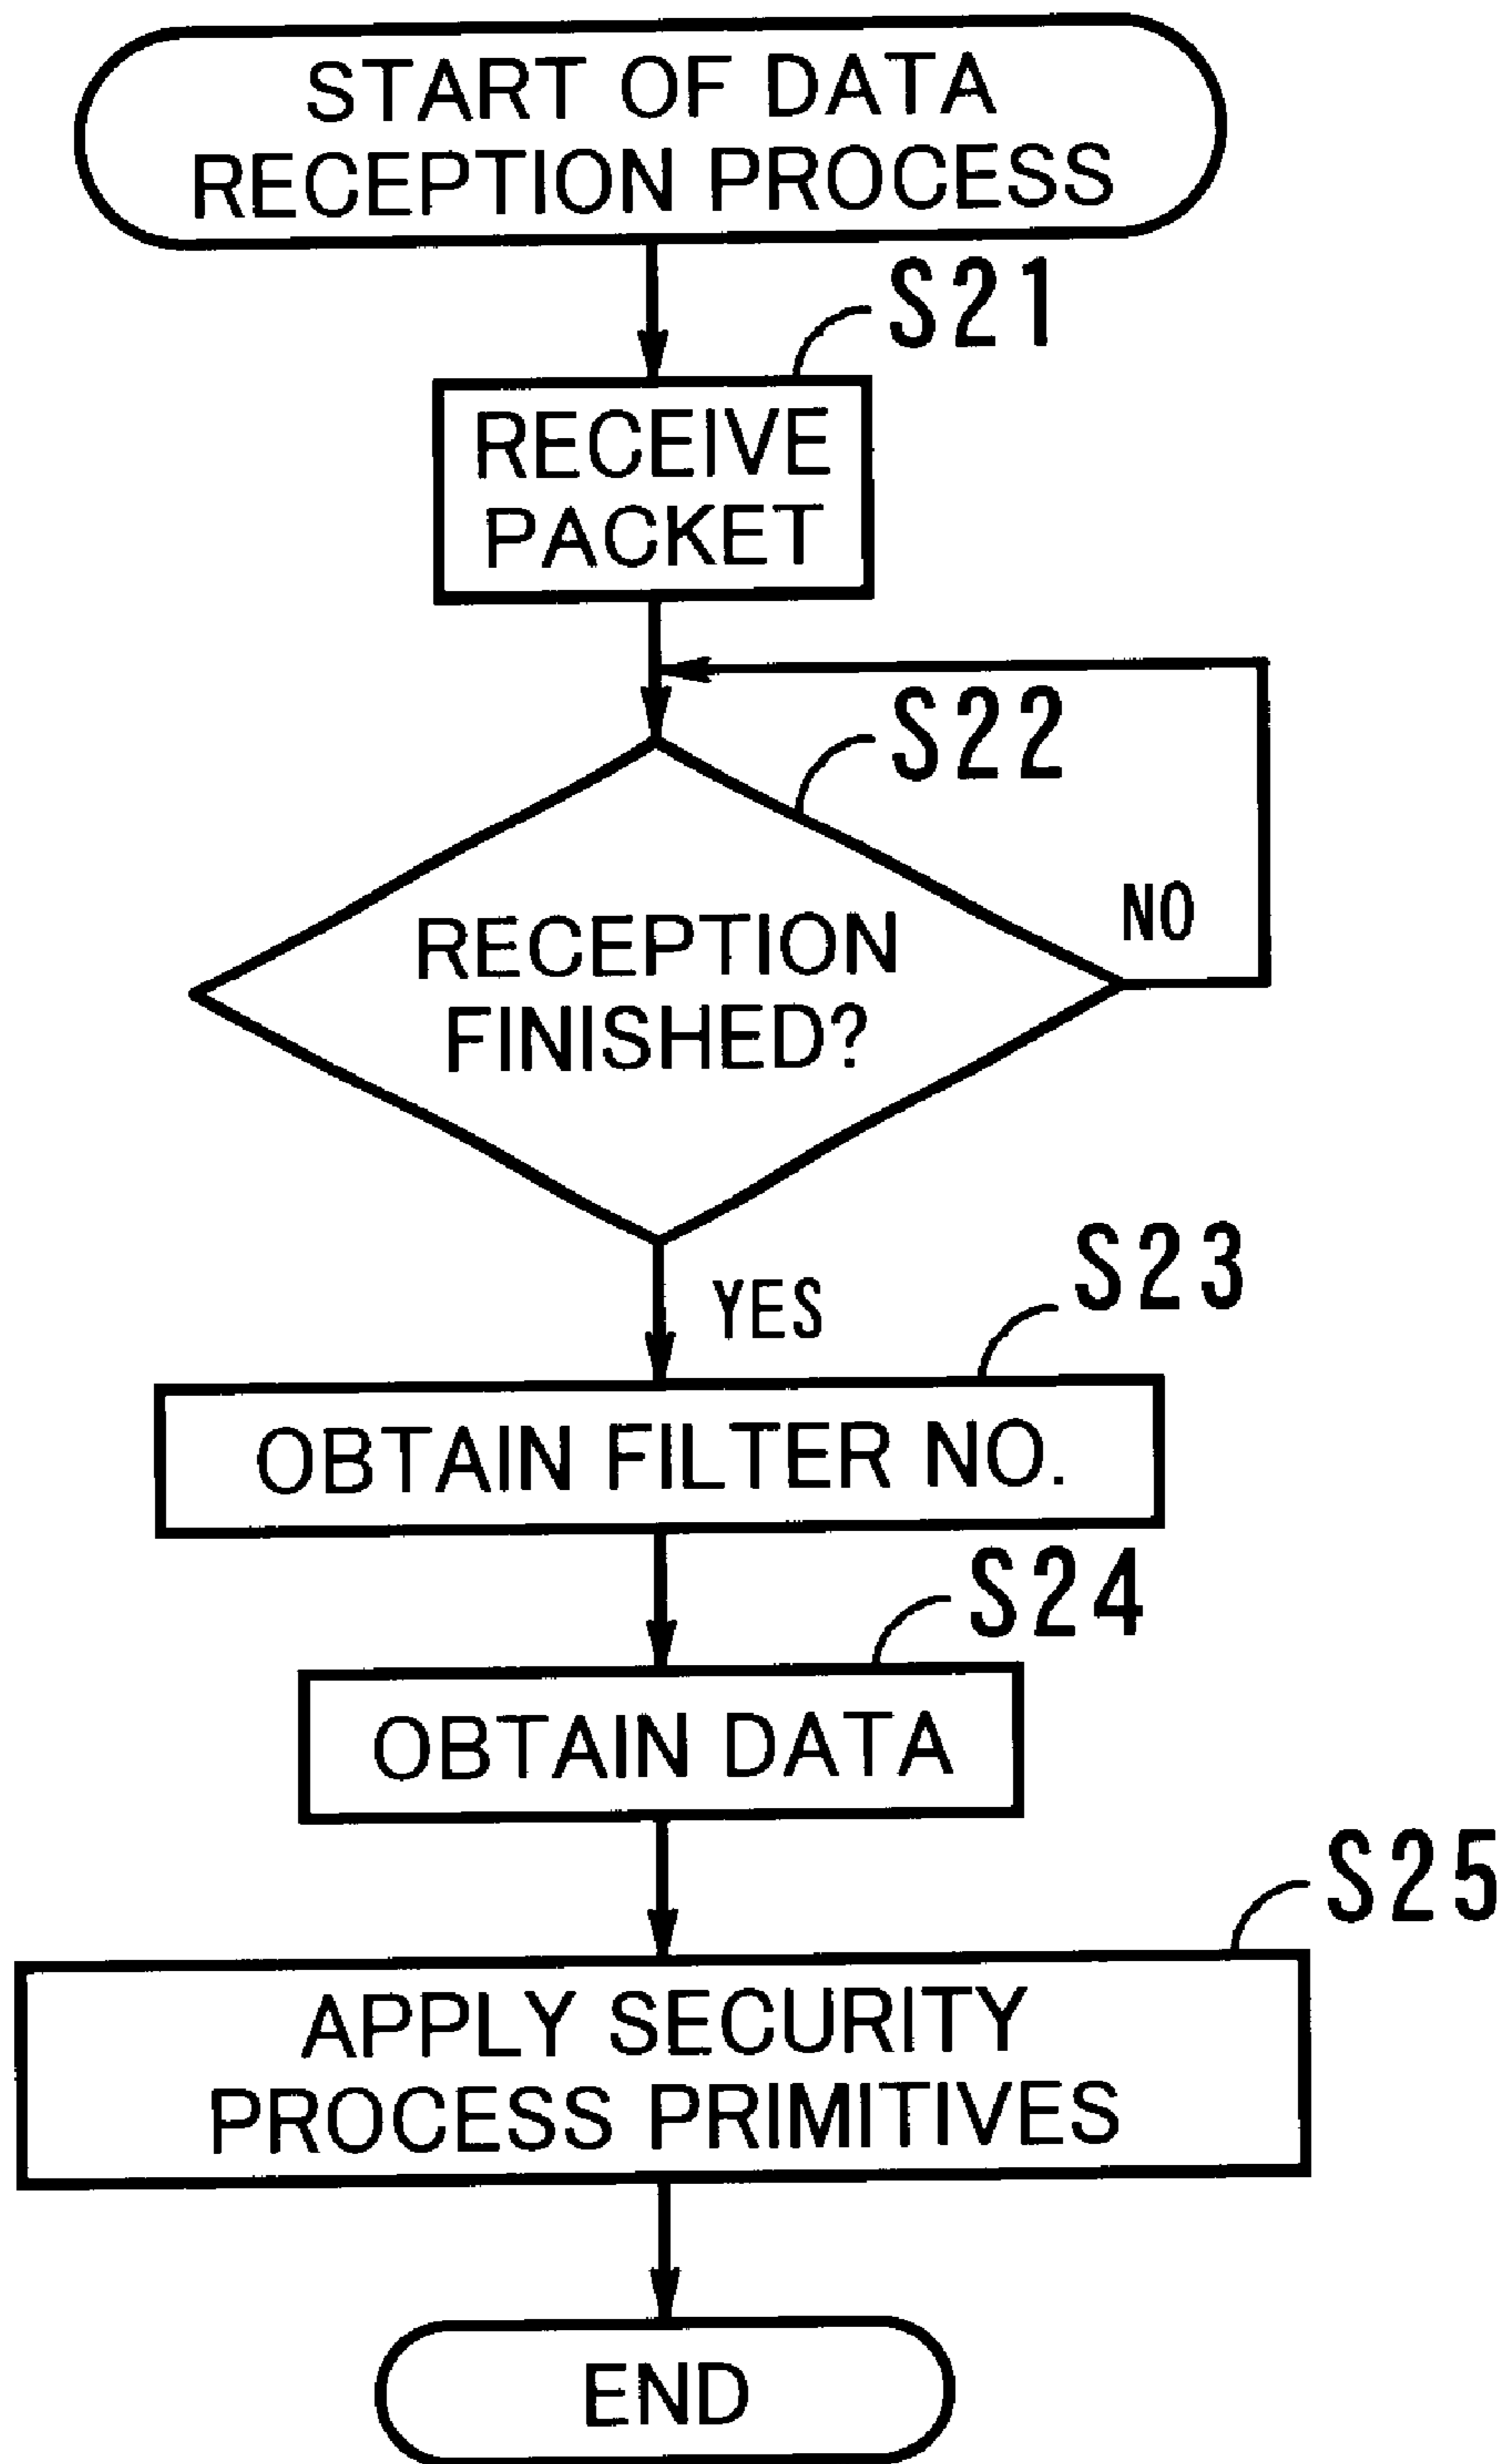 START OF DATA
RECEPTION PROCESS
S21
RECEIVE
PACKET
S22
NO
RECEPTION
FINISHED?
YES
S23
OBTAIN FILTER NO.
S24
OBTAIN DATA
S25
APPLY SECURITY
PROCESS PRIMITIVES
END